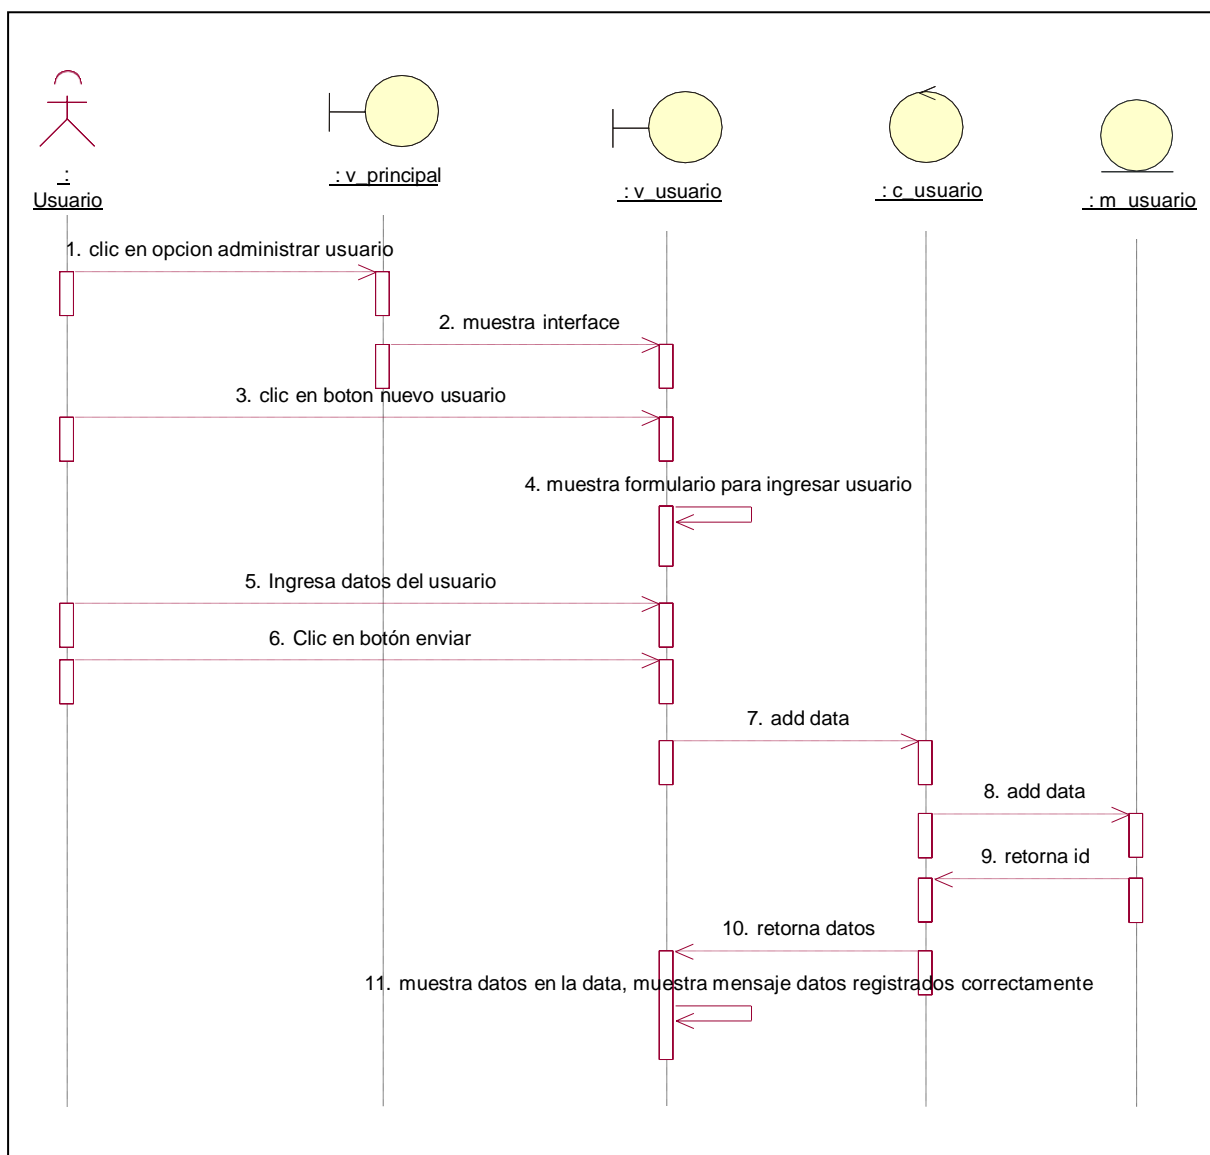 :
Usuario
: v_principal
: v_usuario
: c_usuario
: m_usuario
1. clic en opcion administrar usuario
2. muestra interface
3. clic en boton nuevo usuario
4. muestra formulario para ingresar usuario
5. Ingresa datos del usuario
6. Clic en botón enviar
7. add data
8. add data
9. retorna id
10. retorna datos
11. muestra datos en la data, muestra mensaje datos registrados correctamente